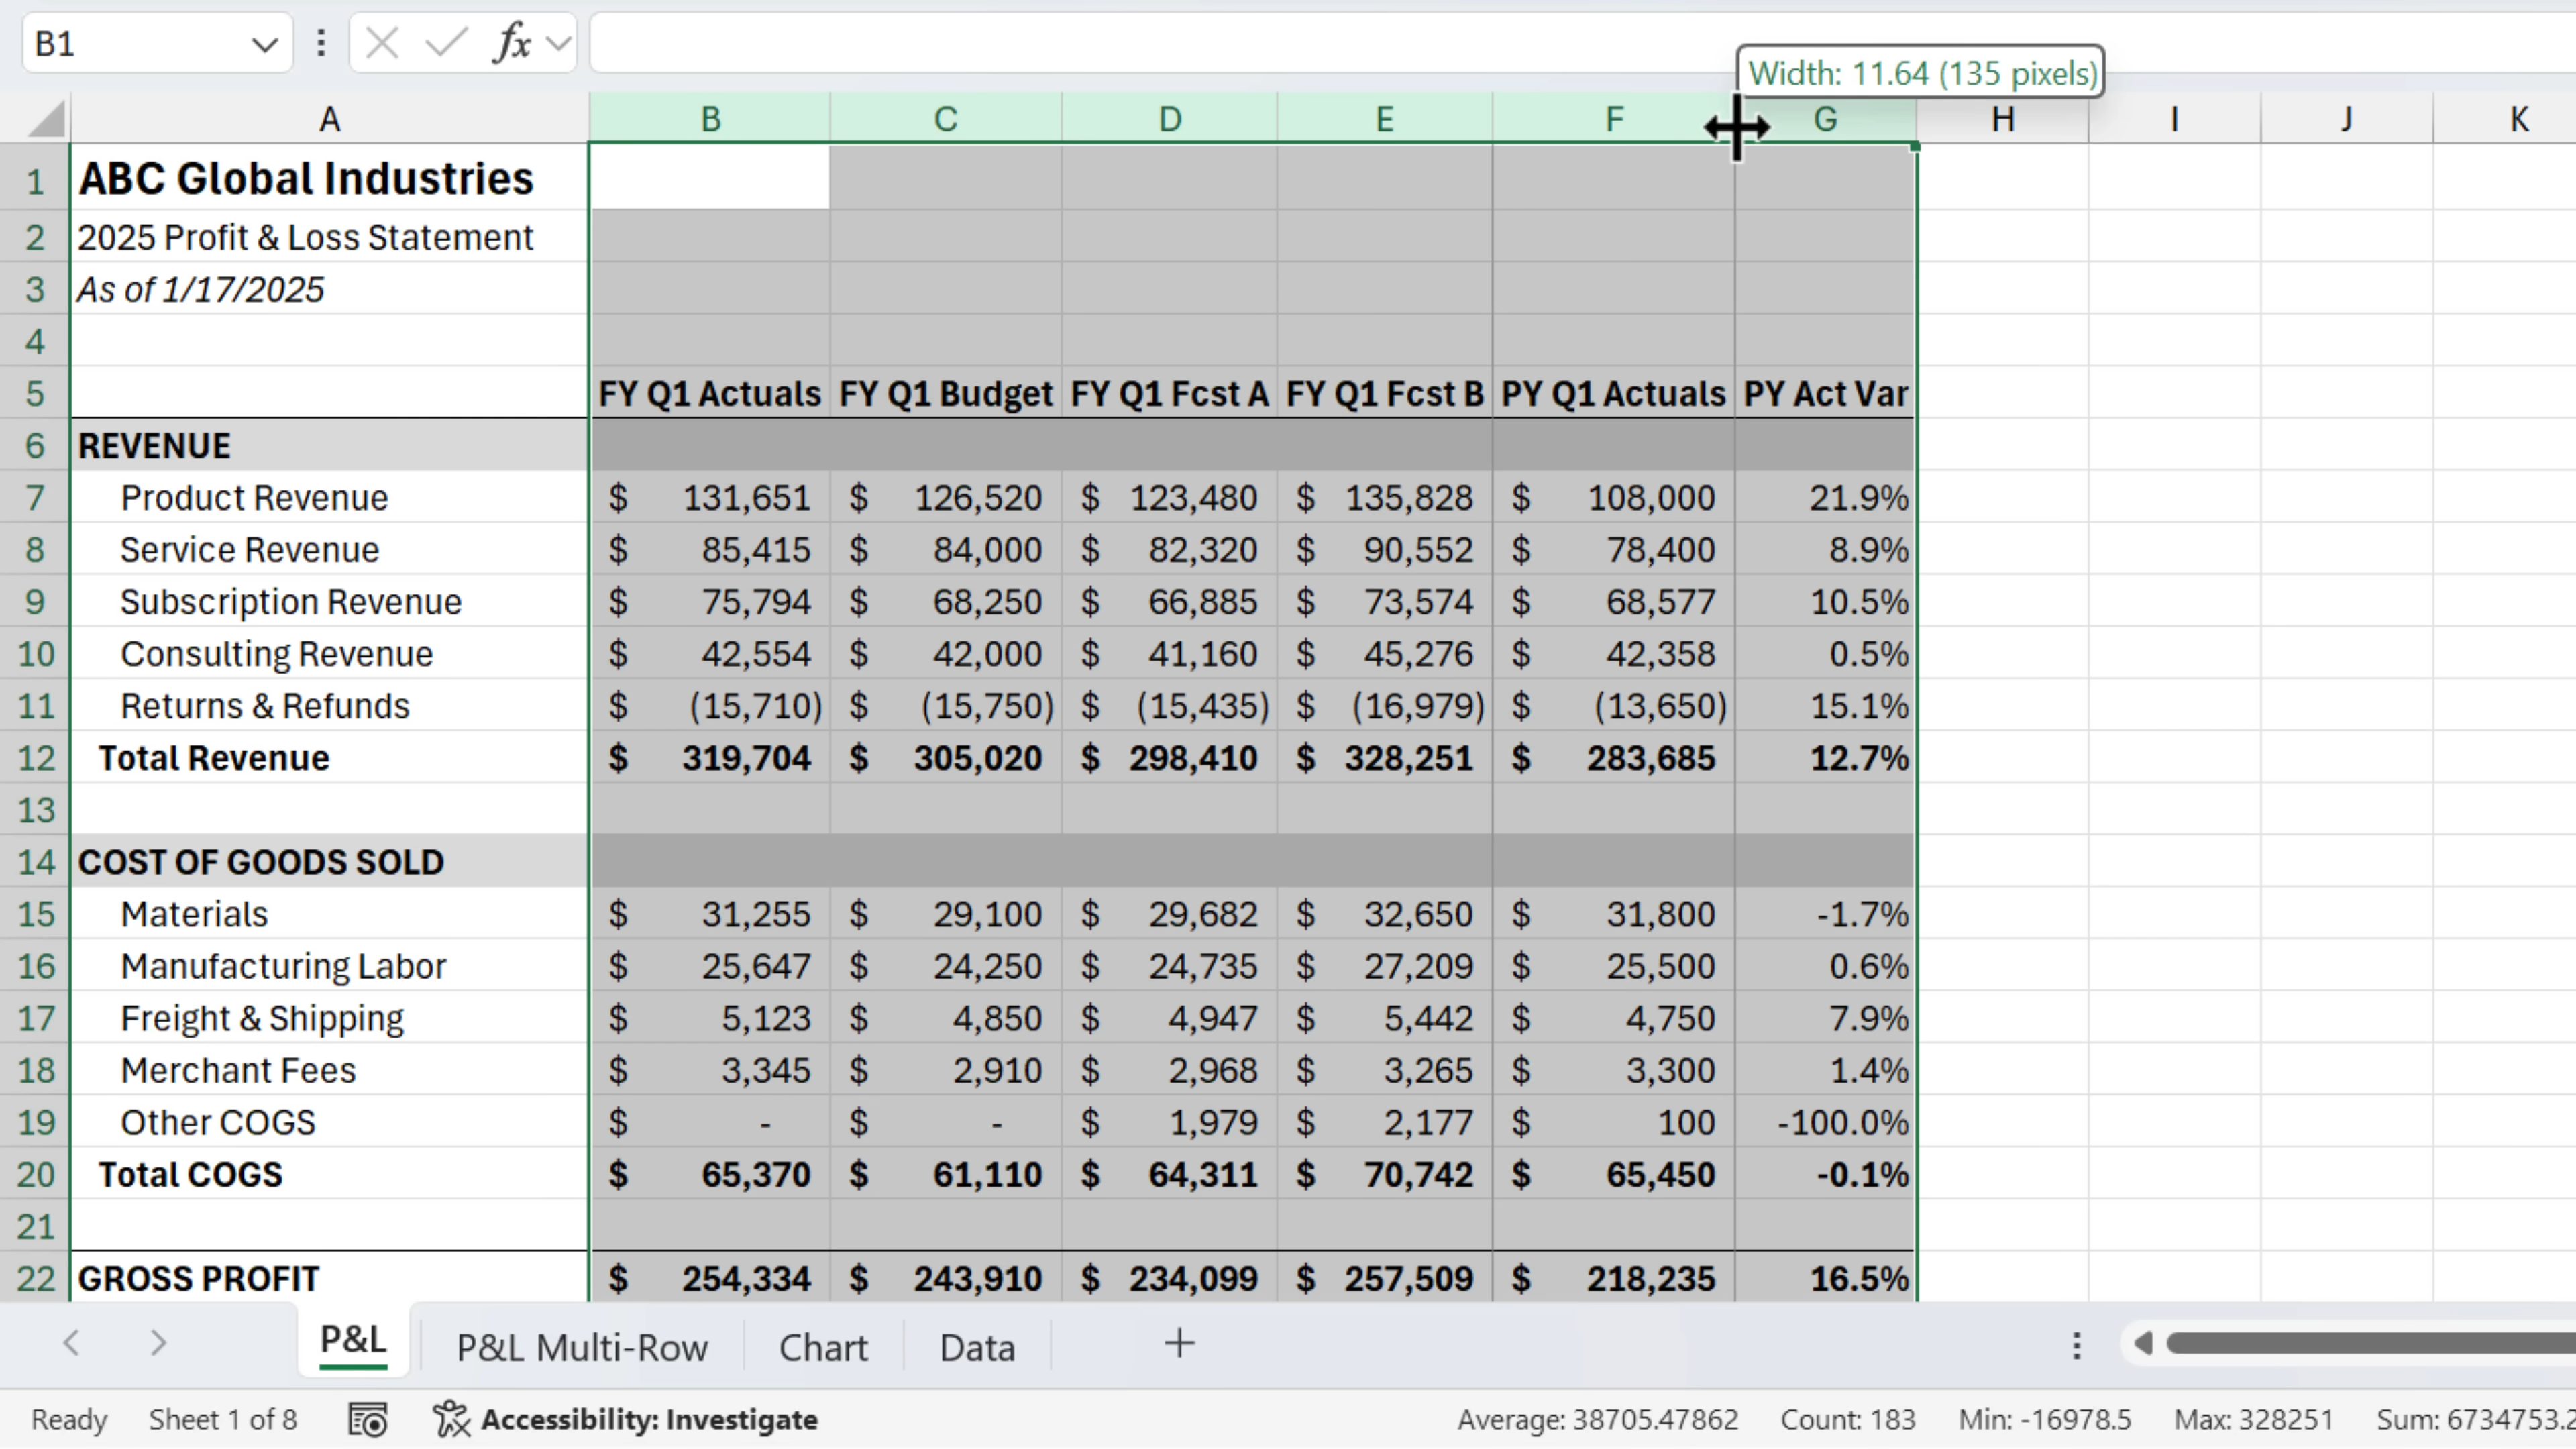 B1 fx
Width: 11.64 (135 pixels)
A B C D E F G H I J K
1 ABC Global Industries
2 2025 Profit & Loss Statement
3 As of 1/17/2025
4
5 FY Q1 Actuals FY Q1 Budget FY Q1 Fcst A FY Q1 Fcst B PY Q1 Actuals PY Act Var
6 REVENUE
7 Product Revenue $ 131,651 $ 126,520 $ 123,480 $ 135,828 $ 108,000 21.9%
8 Service Revenue $ 85,415 $ 84,000 $ 82,320 $ 90,552 $ 78,400 8.9%
9 Subscription Revenue $ 75,794 $ 68,250 $ 66,885 $ 73,574 $ 68,577 10.5%
10 Consulting Revenue $ 42,554 $ 42,000 $ 41,160 $ 45,276 $ 42,358 0.5%
11 Returns & Refunds $ (15,710) $ (15,750) $ (15,435) $ (16,979) $ (13,650) 15.1%
12 Total Revenue $ 319,704 $ 305,020 $ 298,410 $ 328,251 $ 283,685 12.7%
13
14 COST OF GOODS SOLD
15 Materials $ 31,255 $ 29,100 $ 29,682 $ 32,650 $ 31,800 -1.7%
16 Manufacturing Labor $ 25,647 $ 24,250 $ 24,735 $ 27,209 $ 25,500 0.6%
17 Freight & Shipping $ 5,123 $ 4,850 $ 4,947 $ 5,442 $ 4,750 7.9%
18 Merchant Fees $ 3,345 $ 2,910 $ 2,968 $ 3,265 $ 3,300 1.4%
19 Other COGS $ - $ - $ 1,979 $ 2,177 $ 100 -100.0%
20 Total COGS $ 65,370 $ 61,110 $ 64,311 $ 70,742 $ 65,450 -0.1%
21
22 GROSS PROFIT $ 254,334 $ 243,910 $ 234,099 $ 257,509 $ 218,235 16.5%
P&L P&L Multi-Row Chart Data +
Ready Sheet 1 of 8 Accessibility: Investigate Average: 38705.47862 Count: 183 Min: -16978.5 Max: 328251 Sum: 6734753.2